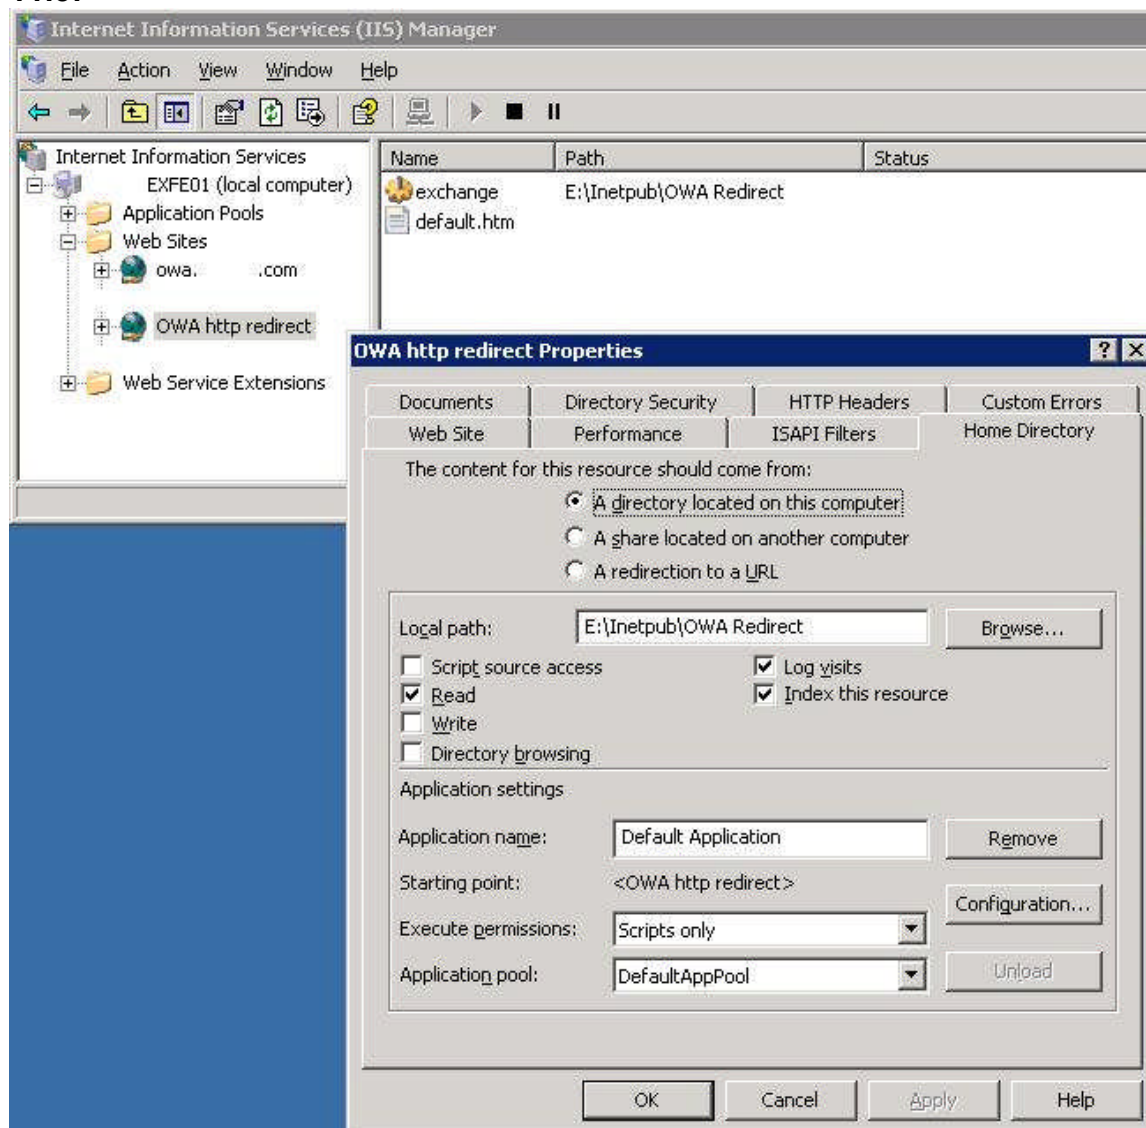 Internet Information Services (IIS) Manager
File Action View Window Help
Internet Information Services
EXFE01 (local computer)
Application Pools
Web Sites
owa. .com
OWA http redirect
Web Service Extensions
Name Path Status
exchange E:\Inetpub\OWA Redirect
default.htm
OWA http redirect Properties
Documents Directory Security HTTP Headers Custom Errors
Web Site Performance ISAPI Filters Home Directory
The content for this resource should come from:
A directory located on this computer
A share located on another computer
A redirection to a URL
Local path: E:\Inetpub\OWA Redirect Browse...
Script source access Log visits
Read Index this resource
Write
Directory browsing
Application settings
Application name: Default Application Remove
Starting point: <OWA http redirect>
Configuration...
Execute permissions: Scripts only
Application pool: DefaultAppPool Unload
OK Cancel Apply Help